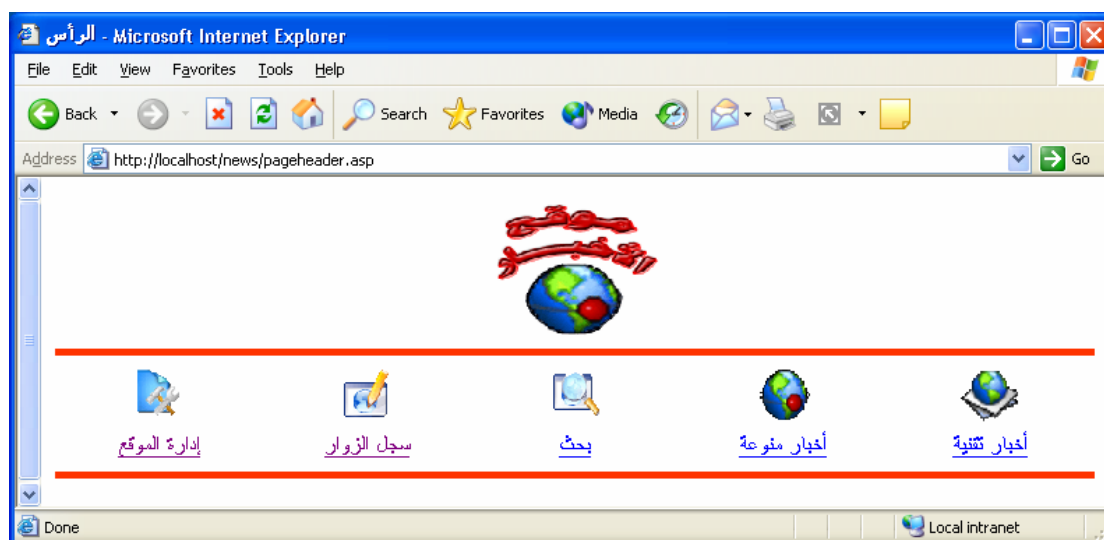 الرأس - Microsoft Internet Explorer
File Edit View Favorites Tools Help
Back Search Favorites Media
Address http://localhost/news/pageheader.asp Go
موقع
الأخبار
أخبار تقنية أخبار منوعة بحث سجل الزوار إدارة الموقع
Done Local intranet